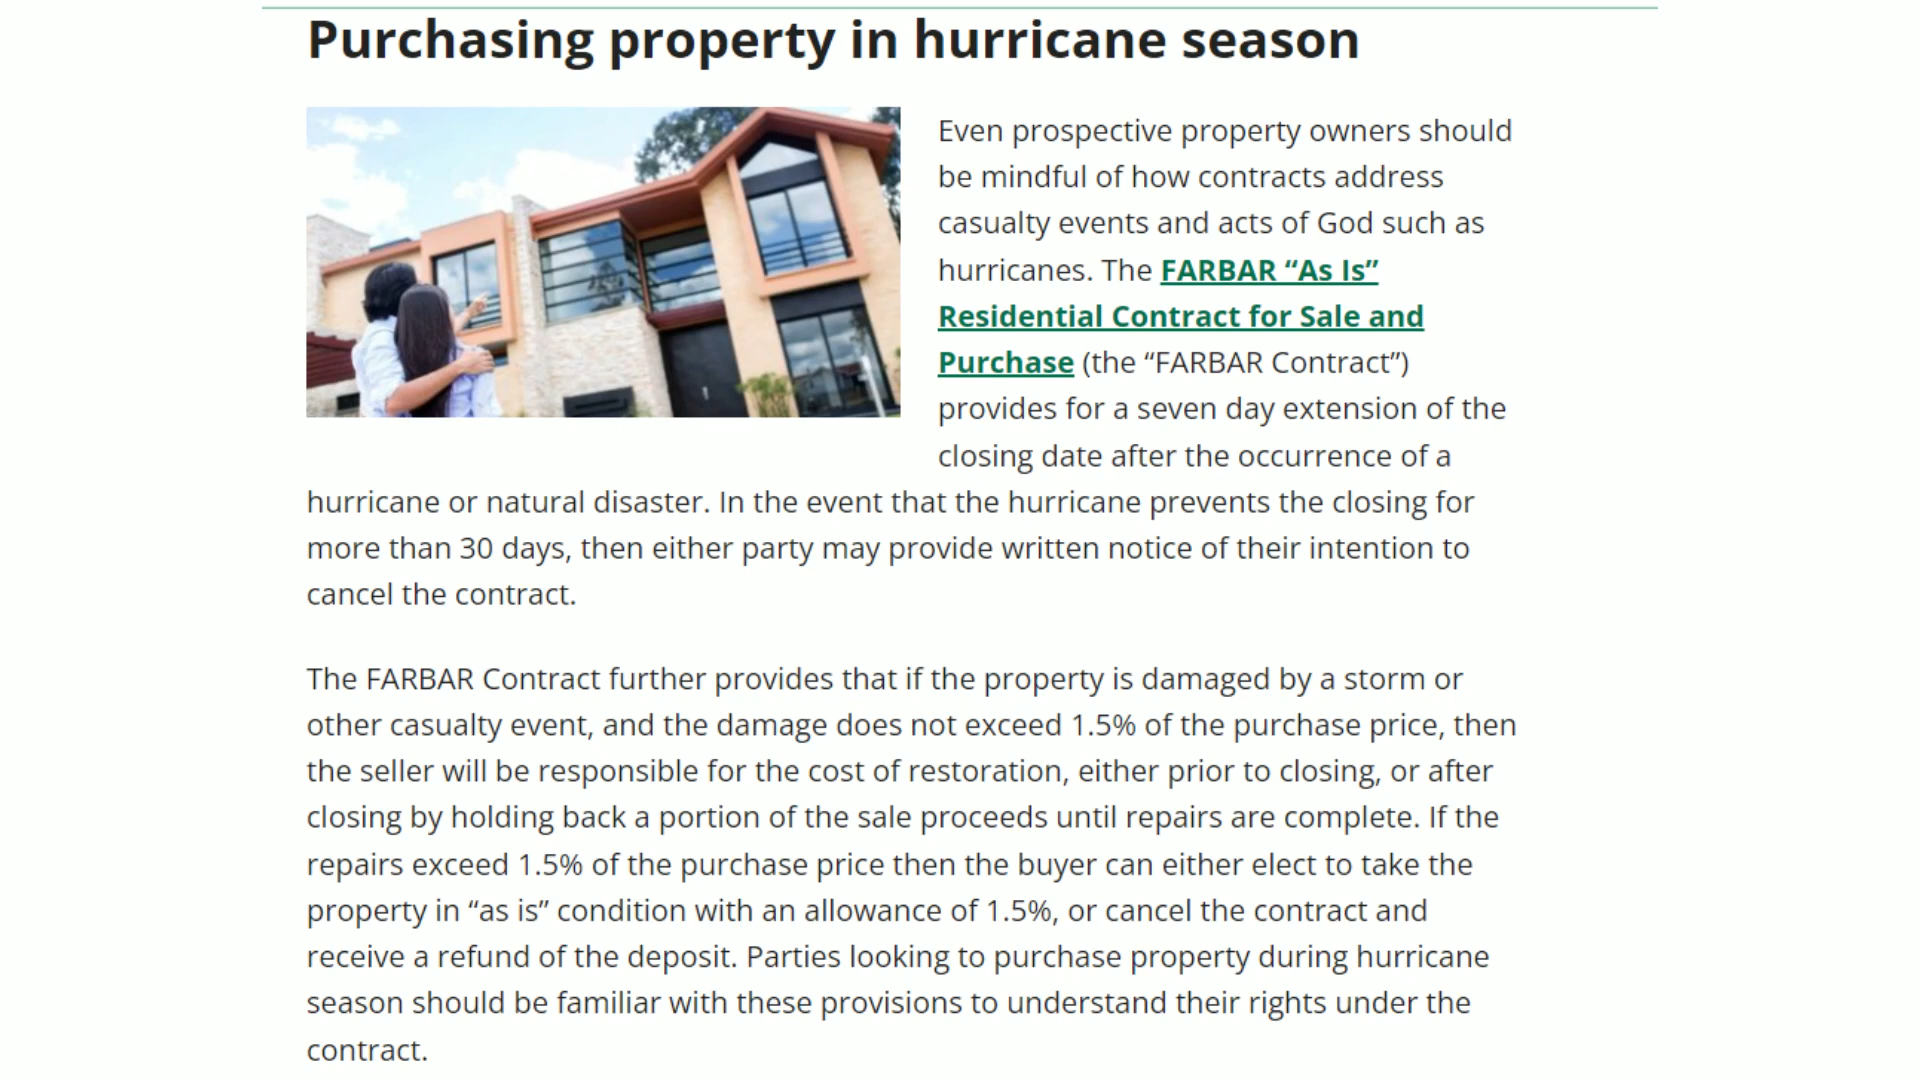 Purchasing property in hurricane season
Even prospective property owners should
be mindful of how contracts address
casualty events and acts of God such as
hurricanes. The FARBAR “As Is”
Residential Contract for Sale and
Purchase (the “FARBAR Contract”)
provides for a seven day extension of the
closing date after the occurrence of a
hurricane or natural disaster. In the event that the hurricane prevents the closing for
more than 30 days, then either party may provide written notice of their intention to
cancel the contract.
The FARBAR Contract further provides that if the property is damaged by a storm or
other casualty event, and the damage does not exceed 1.5% of the purchase price, then
the seller will be responsible for the cost of restoration, either prior to closing, or after
closing by holding back a portion of the sale proceeds until repairs are complete. If the
repairs exceed 1.5% of the purchase price then the buyer can either elect to take the
property in “as is” condition with an allowance of 1.5%, or cancel the contract and
receive a refund of the deposit. Parties looking to purchase property during hurricane
season should be familiar with these provisions to understand their rights under the
contract.